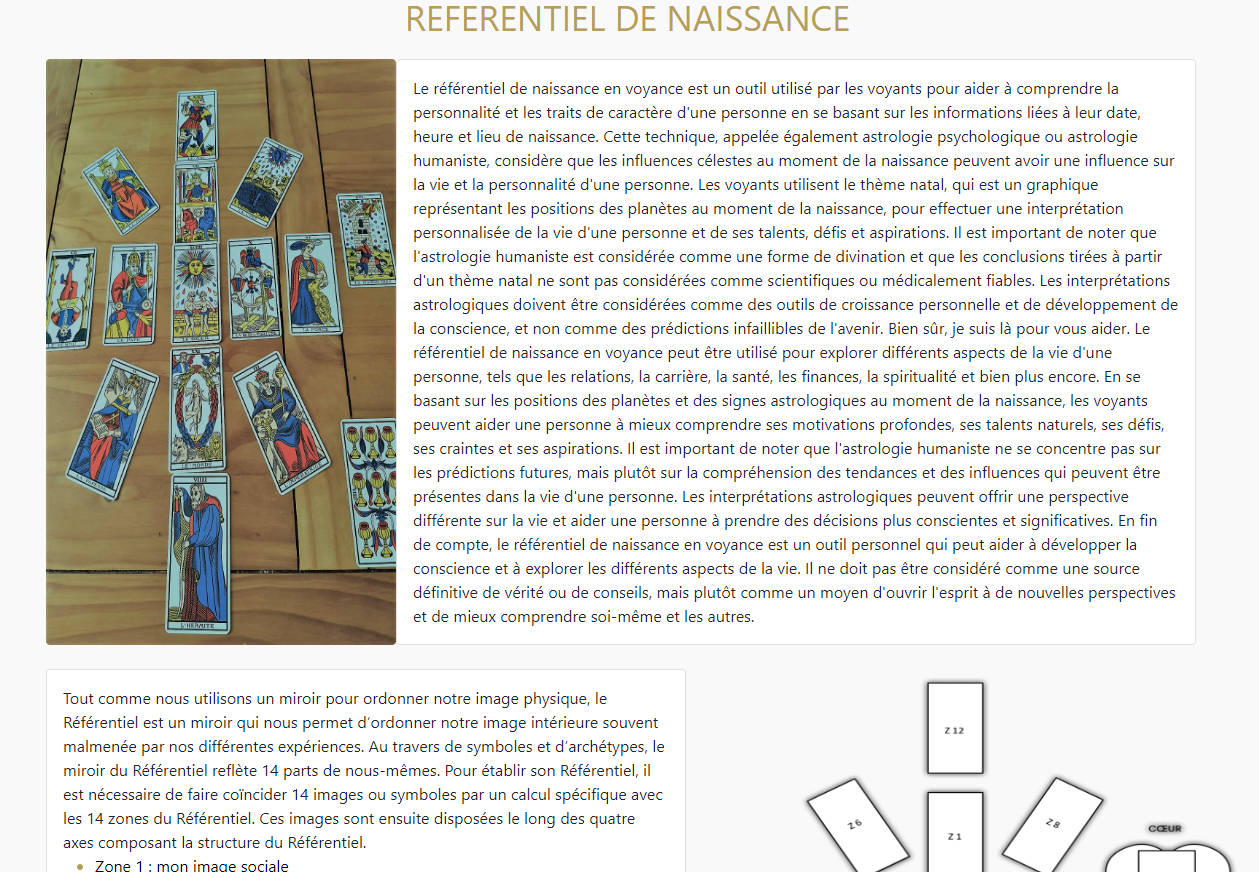 REFERENTIEL DE NAISSANCE
Le référentiel de naissance en voyance est un outil utilisé par les voyants pour aider à comprendre la
personnalité et les traits de caractère d'une personne en se basant sur les informations liées à leur date,
heure et lieu de naissance. Cette technique, appelée également astrologie psychologique ou astrologie
humaniste, considère que les influences célestes au moment de la naissance peuvent avoir une influence sur
la vie et la personnalité d'une personne. Les voyants utilisent le thème natal, qui est un graphique
représentant les positions des planètes au moment de la naissance, pour effectuer une interprétation
personnalisée de la vie d'une personne et de ses talents, défis et aspirations. Il est important de noter que
l'astrologie humaniste est considérée comme une forme de divination et que les conclusions tirées à partir
d'un thème natal ne sont pas considérées comme scientifiques ou médicalement fiables. Les interprétations
astrologiques doivent être considérées comme des outils de croissance personnelle et de développement de
la conscience, et non comme des prédictions infaillibles de l'avenir. Bien sûr, je suis là pour vous aider. Le
référentiel de naissance en voyance peut être utilisé pour explorer différents aspects de la vie d'une
personne, tels que les relations, la carrière, la santé, les finances, la spiritualité et bien plus encore. En se
basant sur les positions des planètes et des signes astrologiques au moment de la naissance, les voyants
peuvent aider une personne à mieux comprendre ses motivations profondes, ses talents naturels, ses défis,
ses craintes et ses aspirations. Il est important de noter que l'astrologie humaniste ne se concentre pas sur
les prédictions futures, mais plutôt sur la compréhension des tendances et des influences qui peuvent être
présentes dans la vie d'une personne. Les interprétations astrologiques peuvent offrir une perspective
différente sur la vie et aider une personne à prendre des décisions plus conscientes et significatives. En fin
de compte, le référentiel de naissance en voyance est un outil personnel qui peut aider à développer la
conscience et à explorer les différents aspects de la vie. Il ne doit pas être considéré comme une source
définitive de vérité ou de conseils, mais plutôt comme un moyen d'ouvrir l'esprit à de nouvelles perspectives
et de mieux comprendre soi-même et les autres.
LE SOLEIL
LE MONDE
VIIII
L'HERMITE
Tout comme nous utilisons un miroir pour ordonner notre image physique, le
Référentiel est un miroir qui nous permet d’ordonner notre image intérieure souvent
malmenée par nos différentes expériences. Au travers de symboles et d’archétypes, le
miroir du Référentiel reflète 14 parts de nous-mêmes. Pour établir son Référentiel, il
est nécessaire de faire coïncider 14 images ou symboles par un calcul spécifique avec
les 14 zones du Référentiel. Ces images sont ensuite disposées le long des quatre
axes composant la structure du Référentiel.
Zone 1 : mon image sociale
Z 12
Z 6
Z 1
Z 8
CŒUR